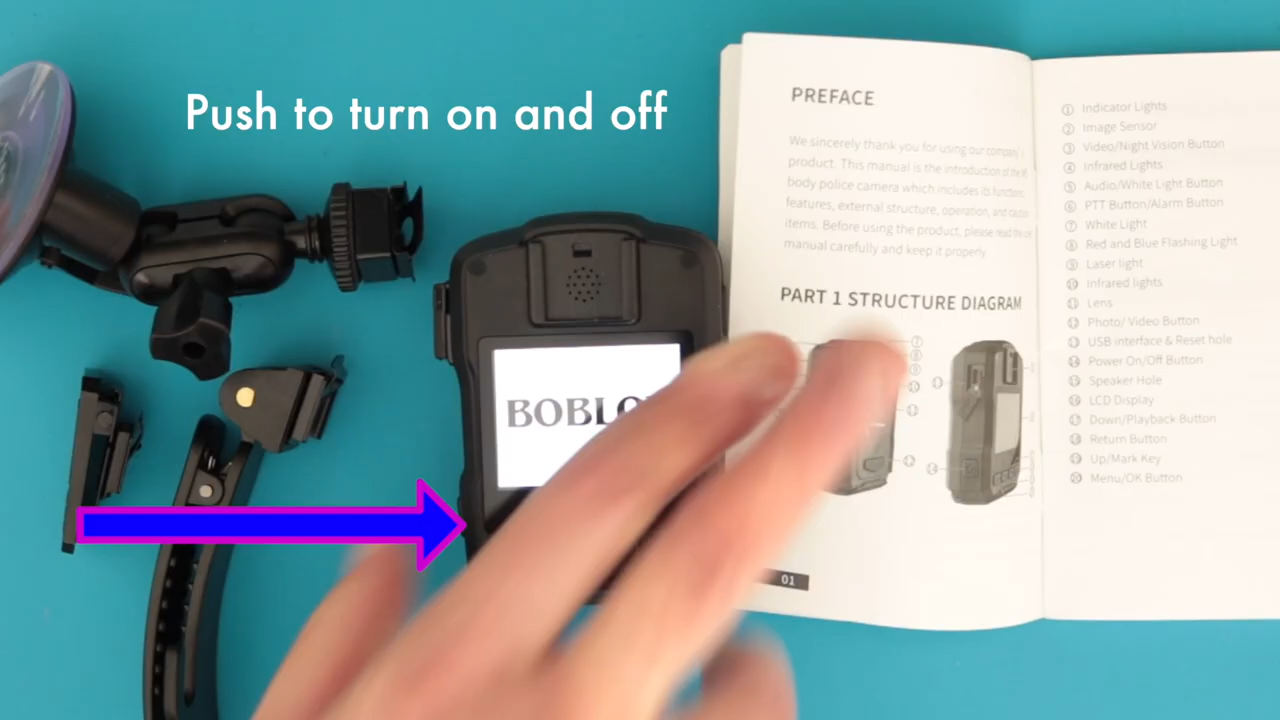 Push to turn on and off
BOBLO
PREFACE
We sincerely thank you for using our company
product. This manual is the introduction of the
body police camera which includes its functions,
features, external structure, operation, and
items. Before using the product, please read the
manual carefully and keep it properly.
PART 1 STRUCTURE DIAGRAM
01
① Indicator Lights
② Image Sensor
③ Video/Night Vision Button
④ Infrared Lights
⑤ Audio/White Light Button
⑥ PTT Button/Alarm Button
⑦ White Light
⑧ Red and Blue Flashing Light
⑨ Laser light
⑩ Infrared lights
⑪ Lens
⑫ Photo/ Video Button
⑬ USB interface & Reset hole
⑭ Power On/Off Button
⑮ Speaker Hole
⑯ LCD Display
⑰ Down/Playback Button
⑱ Return Button
⑲ Up/Mark Key
⑳ Menu/OK Button